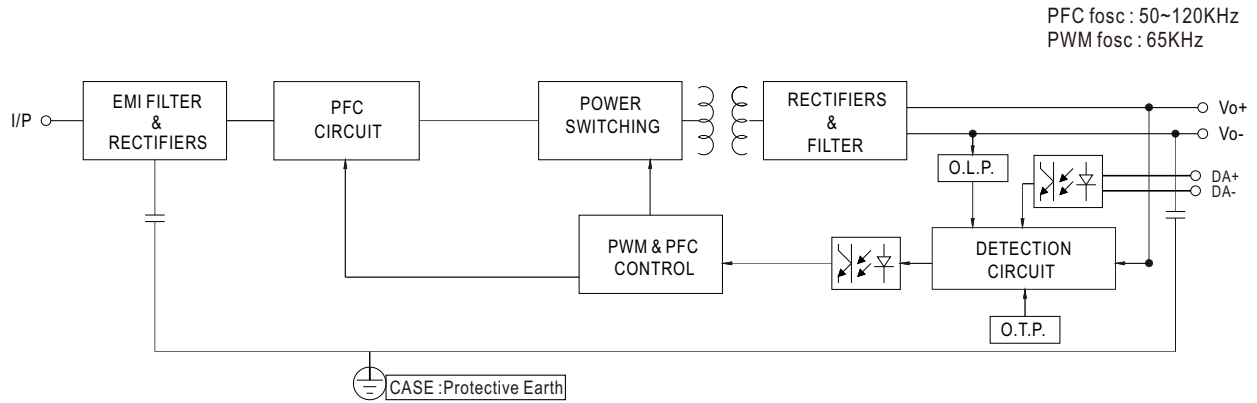 PFC fosc : 50~120KHz
PWM fosc : 65KHz
EMI FILTER
&
RECTIFIERS
PFC
CIRCUIT
POWER
SWITCHING
RECTIFIERS
&
FILTER
I/P
Vo+
Vo-
O.L.P.
DA+
DA-
PWM & PFC
CONTROL
DETECTION
CIRCUIT
O.T.P.
CASE :Protective Earth